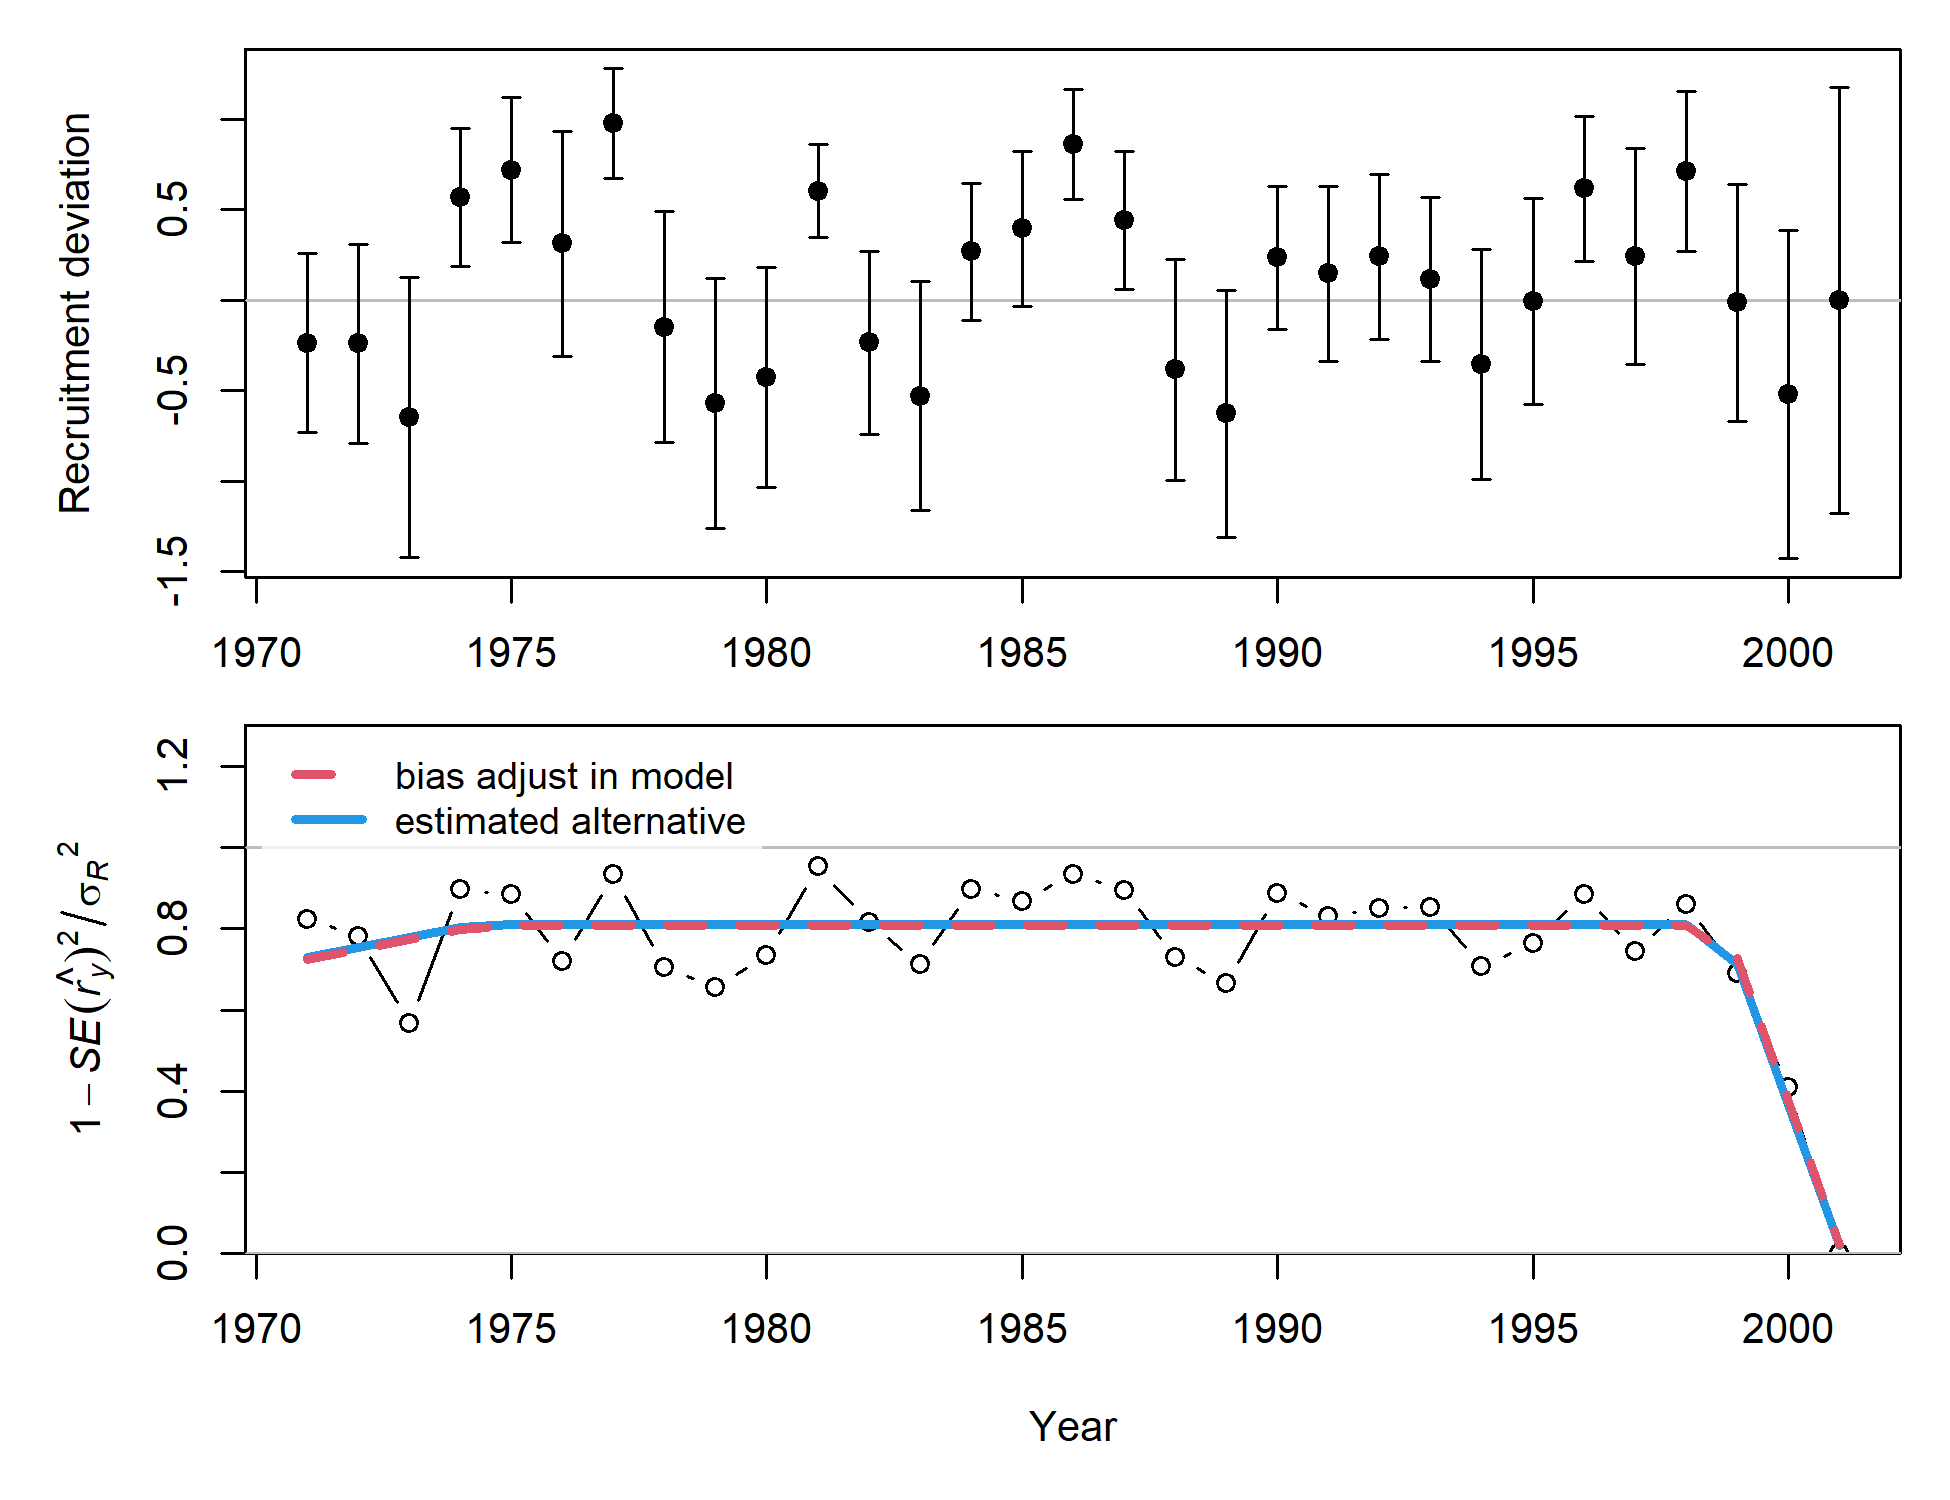 Recruitment deviation
0.5
-0.5
-1.5
1970 1975 1980 1985 1990 1995 2000
bias adjust in model
estimated alternative
1 − SE(r̂y)² / σR²
1.2
0.8
0.4
0.0
1970 1975 1980 1985 1990 1995 2000
Year